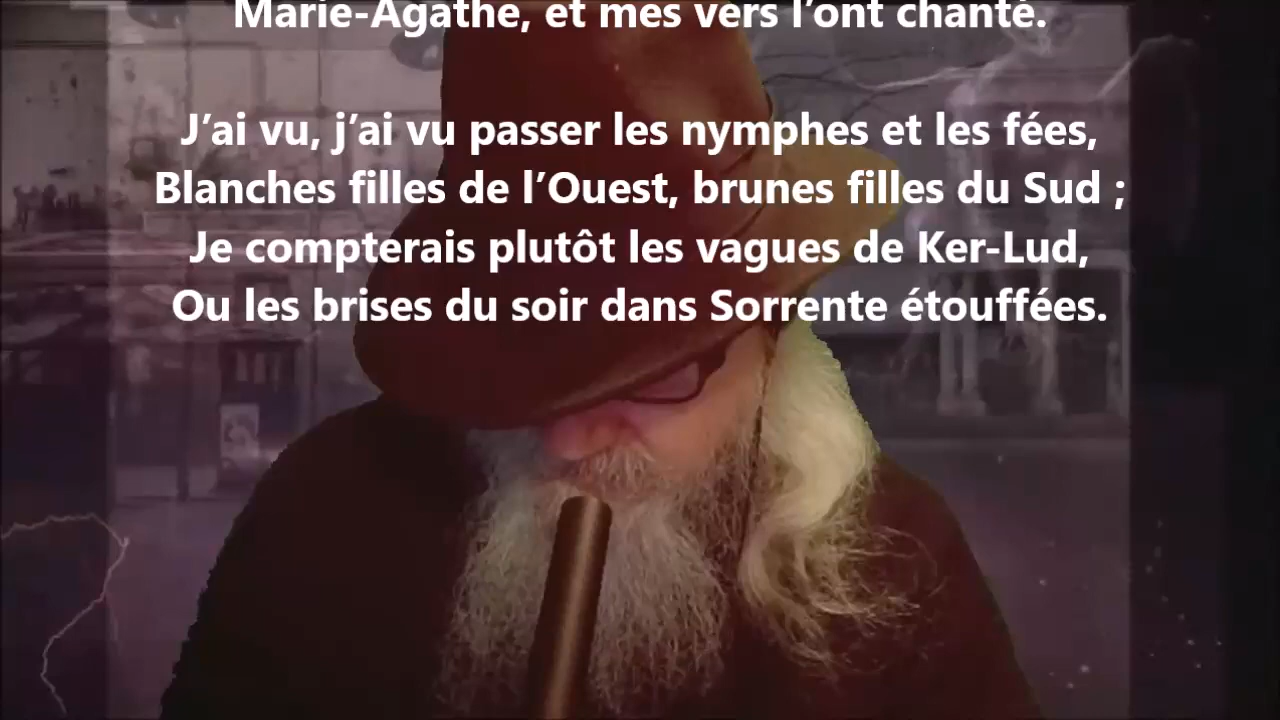 Marie-Agathe, et mes vers l’ont chanté.
J’ai vu, j’ai vu passer les nymphes et les fées,
Blanches filles de l’Ouest, brunes filles du Sud ;
Je compterais plutôt les vagues de Ker-Lud,
Ou les brises du soir dans Sorrente étouffées.